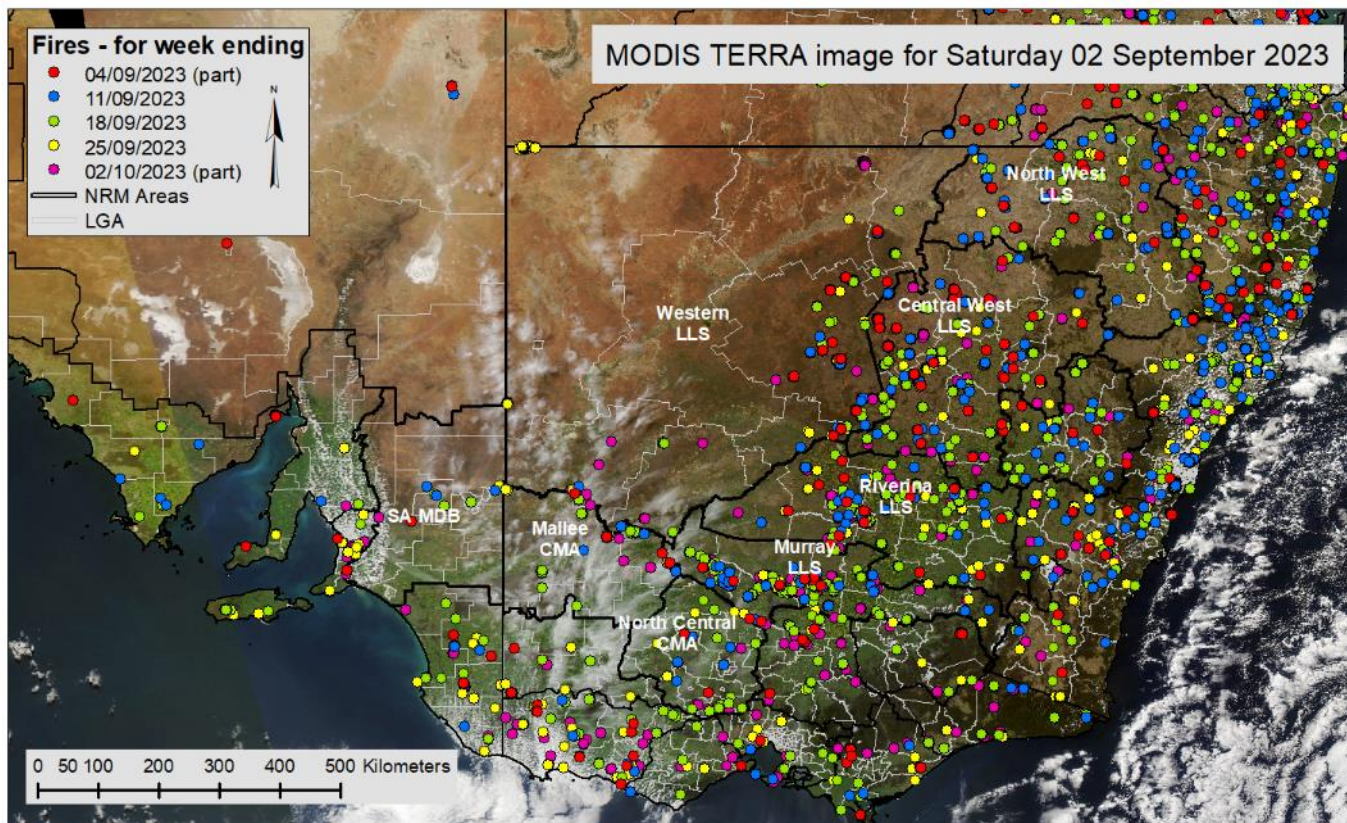 Fires - for week ending
04/09/2023 (part)
11/09/2023
18/09/2023
25/09/2023
02/10/2023 (part)
NRM Areas
LGA
N
MODIS TERRA image for Saturday 02 September 2023
North West
LLS
Western
LLS
Central West
LLS
Riverina
LLS
SA MDB
Mallee
CMA
Murray
LLS
North Central
CMA
0 50 100 200 300 400 500 Kilometers